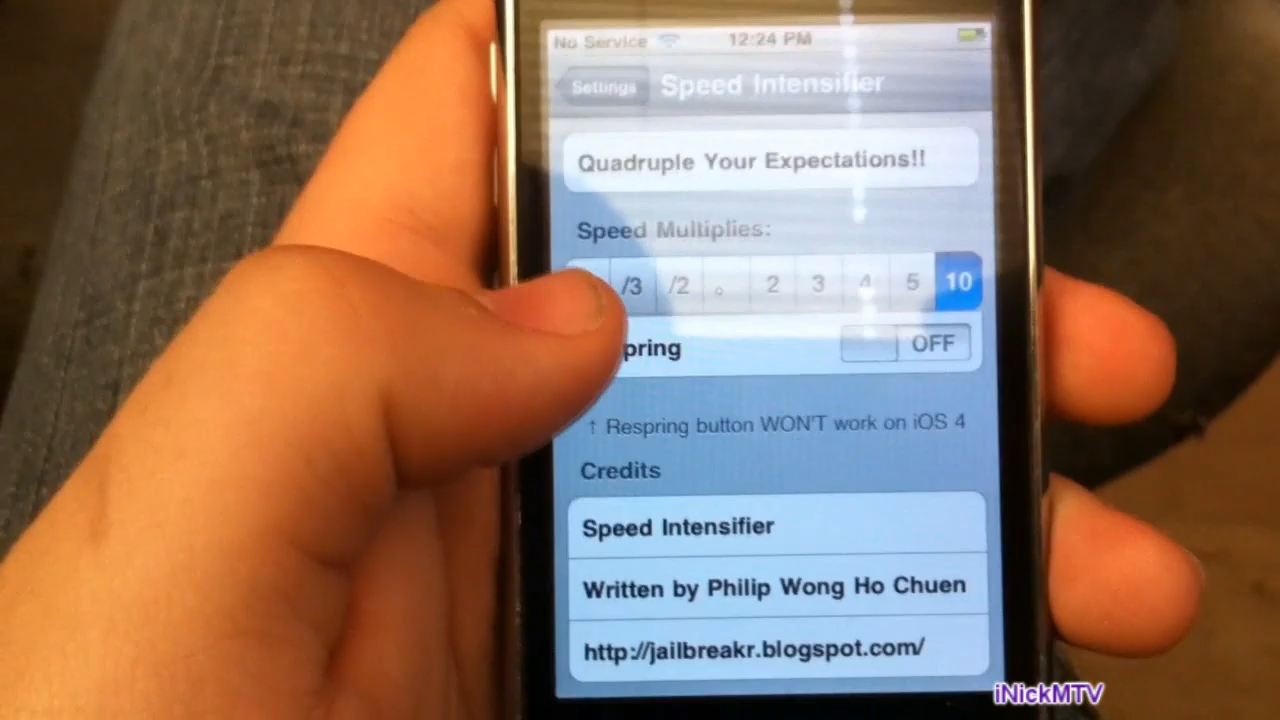 No Service 12:24 PM
Settings Speed Intensifier
Quadruple Your Expectations!!
Speed Multiplies:
/3 /2 。 2 3 4 5 10
pring OFF
↑ Respring button WON'T work on iOS 4
Credits
Speed Intensifier
Written by Philip Wong Ho Chuen
http://jailbreakr.blogspot.com/
iNickMTV